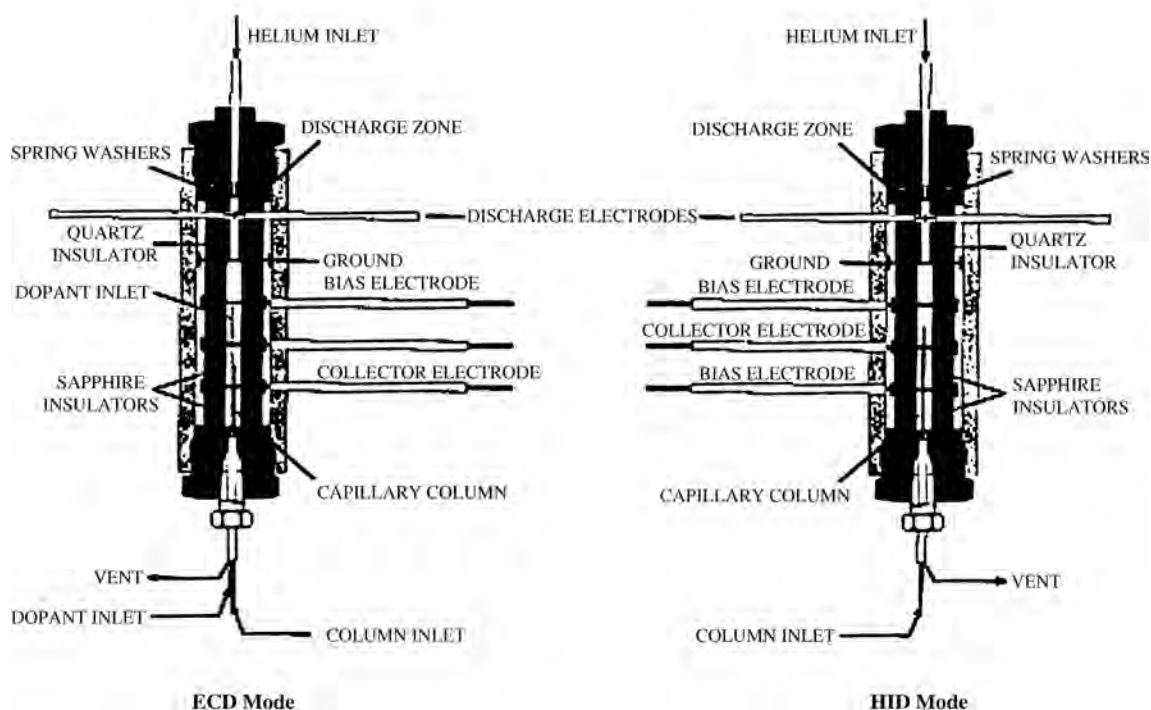 HELIUM INLET
DISCHARGE ZONE
SPRING WASHERS
QUARTZ
INSULATOR
GROUND
BIAS ELECTRODE
DOPANT INLET
COLLECTOR ELECTRODE
SAPPHIRE
INSULATORS
CAPILLARY COLUMN
VENT
DOPANT INLET
COLUMN INLET
ECD Mode
DISCHARGE ELECTRODES
HELIUM INLET
DISCHARGE ZONE
SPRING WASHERS
QUARTZ
INSULATOR
GROUND
BIAS ELECTRODE
COLLECTOR ELECTRODE
BIAS ELECTRODE
SAPPHIRE
INSULATORS
CAPILLARY COLUMN
VENT
COLUMN INLET
HID Mode